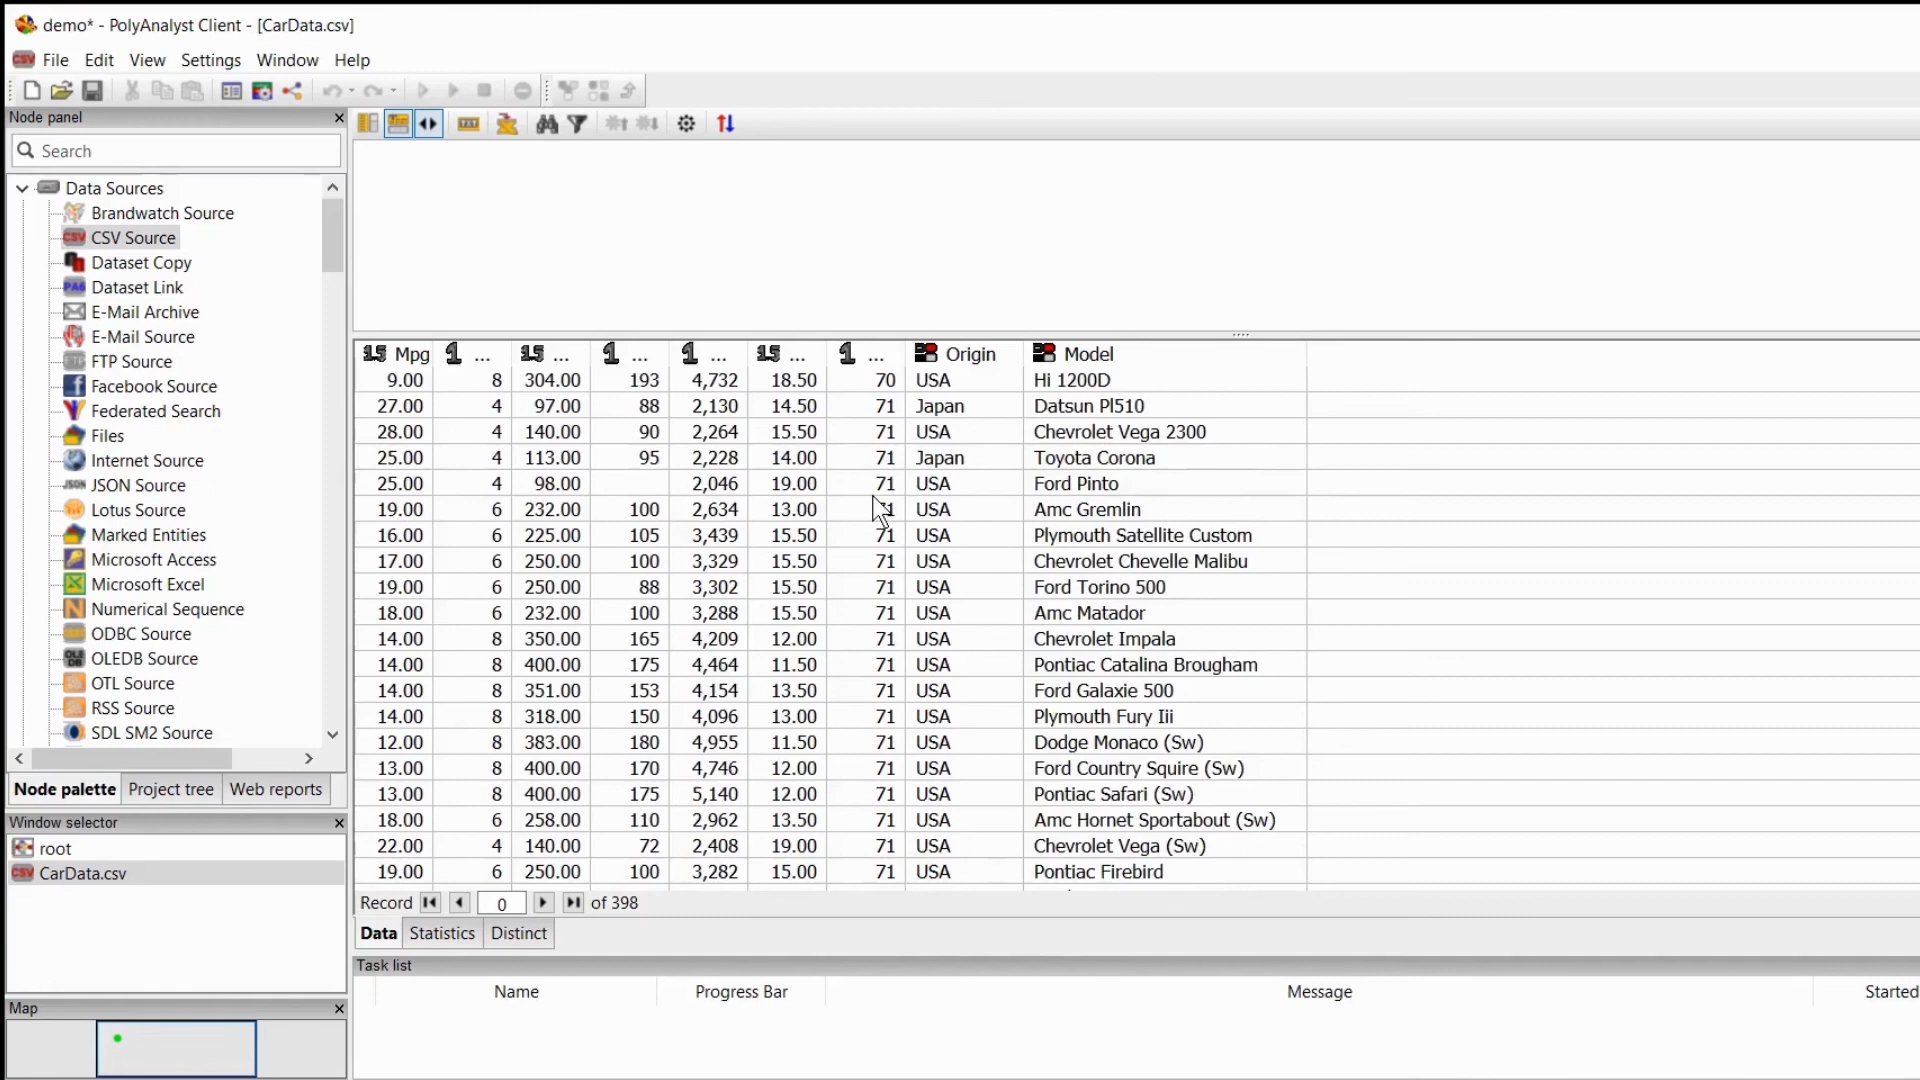 demo* - PolyAnalyst Client - [CarData.csv]
CSV File Edit View Settings Window Help
Node panel
Search
Data Sources
Brandwatch Source
CSV CSV Source
Dataset Copy
PA6 Dataset Link
E-Mail Archive
E-Mail Source
FTP FTP Source
Facebook Source
Federated Search
Files
Internet Source
JSON JSON Source
Lotus Source
Marked Entities
Microsoft Access
Microsoft Excel
Numerical Sequence
ODBC Source
OLEDB Source
OTL Source
RSS Source
SDL SM2 Source
Node palette Project tree Web reports
Window selector
root
CSV CarData.csv
Map
1.5 Mpg 1 ... 1.5 ... 1 ... 1 ... 1.5 ... 1 ... Origin Model
9.00 8 304.00 193 4,732 18.50 70 USA Hi 1200D
27.00 4 97.00 88 2,130 14.50 71 Japan Datsun Pl510
28.00 4 140.00 90 2,264 15.50 71 USA Chevrolet Vega 2300
25.00 4 113.00 95 2,228 14.00 71 Japan Toyota Corona
25.00 4 98.00 2,046 19.00 71 USA Ford Pinto
19.00 6 232.00 100 2,634 13.00 71 USA Amc Gremlin
16.00 6 225.00 105 3,439 15.50 71 USA Plymouth Satellite Custom
17.00 6 250.00 100 3,329 15.50 71 USA Chevrolet Chevelle Malibu
19.00 6 250.00 88 3,302 15.50 71 USA Ford Torino 500
18.00 6 232.00 100 3,288 15.50 71 USA Amc Matador
14.00 8 350.00 165 4,209 12.00 71 USA Chevrolet Impala
14.00 8 400.00 175 4,464 11.50 71 USA Pontiac Catalina Brougham
14.00 8 351.00 153 4,154 13.50 71 USA Ford Galaxie 500
14.00 8 318.00 150 4,096 13.00 71 USA Plymouth Fury Iii
12.00 8 383.00 180 4,955 11.50 71 USA Dodge Monaco (Sw)
13.00 8 400.00 170 4,746 12.00 71 USA Ford Country Squire (Sw)
13.00 8 400.00 175 5,140 12.00 71 USA Pontiac Safari (Sw)
18.00 6 258.00 110 2,962 13.50 71 USA Amc Hornet Sportabout (Sw)
22.00 4 140.00 72 2,408 19.00 71 USA Chevrolet Vega (Sw)
19.00 6 250.00 100 3,282 15.00 71 USA Pontiac Firebird
Record 0 of 398
Data Statistics Distinct
Task list
Name Progress Bar Message Started